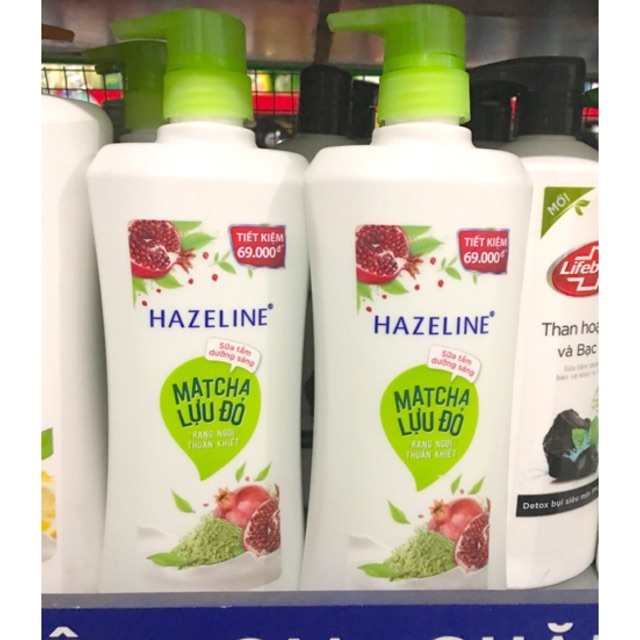 TIẾT KIỆM
69.000đ
HAZELINE
Sữa tắm
dưỡng sáng
MATCHA
LỰU ĐỎ
RẠNG NGỜI
THUẦN KHIẾT
TIẾT KIỆM
69.000đ
HAZELINE
Sữa tắm
dưỡng sáng
MATCHA
LỰU ĐỎ
RẠNG NGỜI
THUẦN KHIẾT
MỚI
Lifeb
Than hoạ
và Bạc
Sữa tắm
Detox bụi siêu mịn